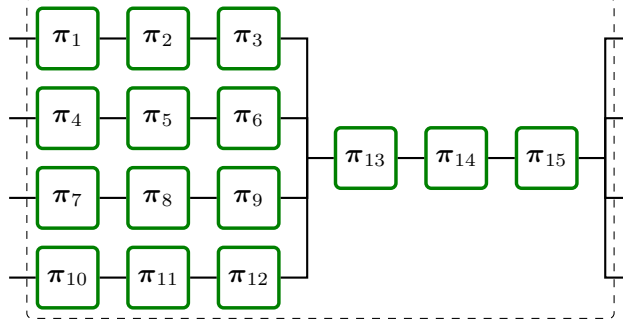 π₁ π₂ π₃
π₄ π₅ π₆
π₁₃ π₁₄ π₁₅
π₇ π₈ π₉
π₁₀ π₁₁ π₁₂